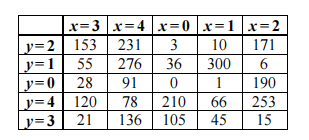 x=3 x=4 x=0 x=1 x=2
y=2 153 231 3 10 171
y=1 55 276 36 300 6
y=0 28 91 0 1 190
y=4 120 78 210 66 253
y=3 21 136 105 45 15